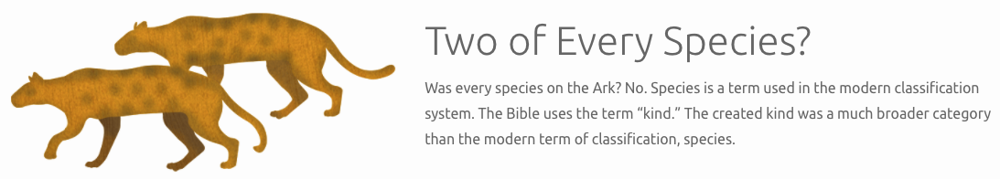 Two of Every Species?
Was every species on the Ark? No. Species is a term used in the modern classification
system. The Bible uses the term “kind.” The created kind was a much broader category
than the modern term of classification, species.